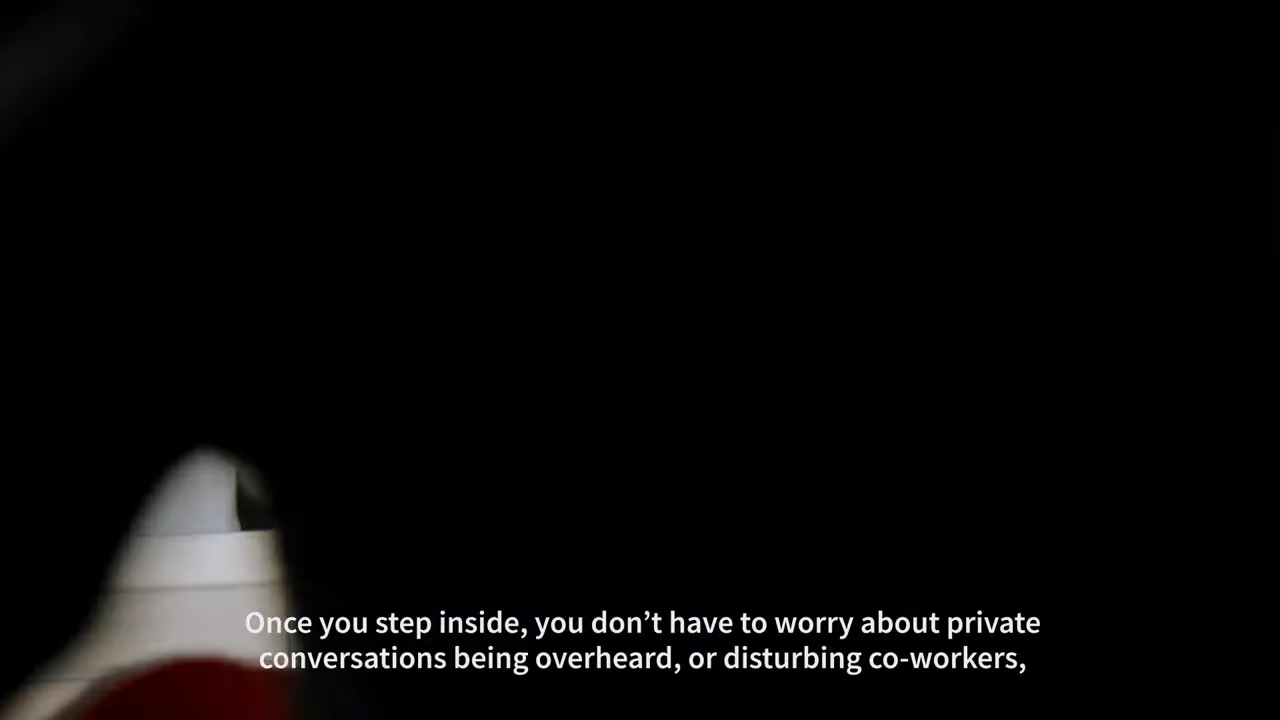 Once you step inside, you don’t have to worry about private
conversations being overheard, or disturbing co-workers,